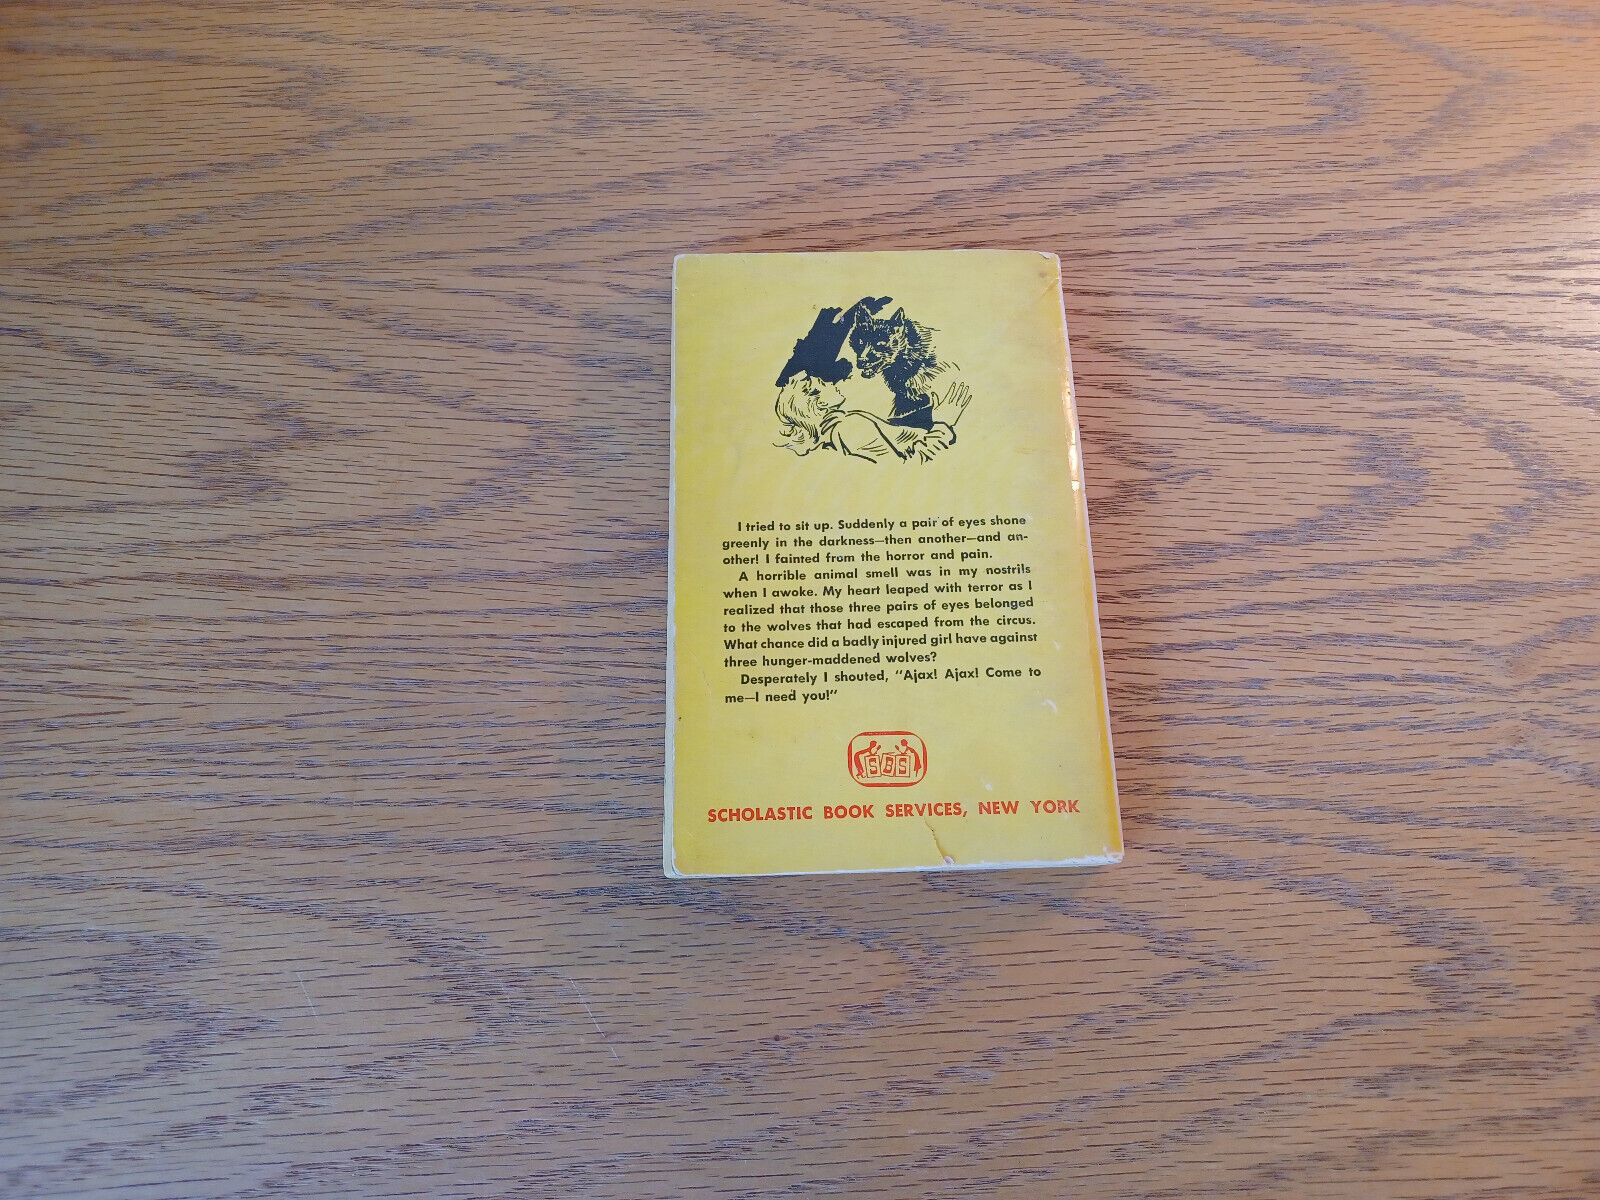 I tried to sit up. Suddenly a pair of eyes shone
greenly in the darkness—then another—and an-
other! I fainted from the horror and pain.
A horrible animal smell was in my nostrils
when I awoke. My heart leaped with terror as I
realized that those three pairs of eyes belonged
to the wolves that had escaped from the circus.
What chance did a badly injured girl have against
three hunger-maddened wolves?
Desperately I shouted, "Ajax! Ajax! Come to
me—I need you!"
SBS
SCHOLASTIC BOOK SERVICES, NEW YORK